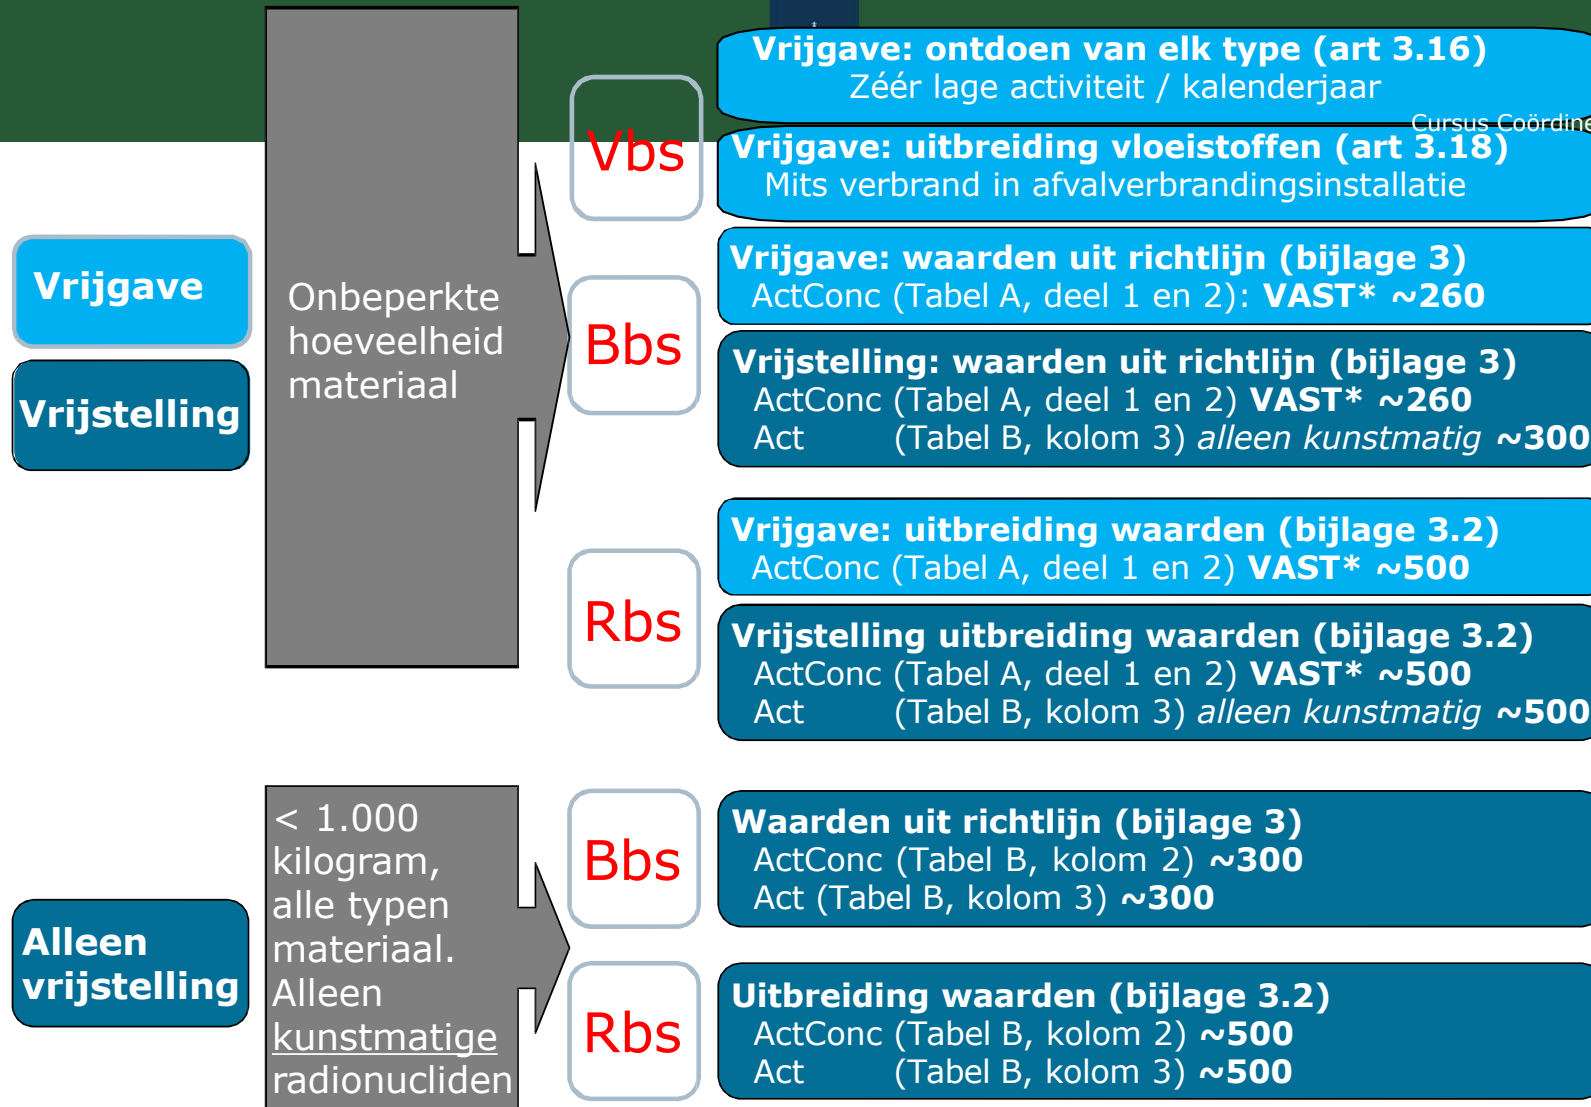 Vrijgave: ontdoen van elk type (art 3.16)
Zéér lage activiteit / kalenderjaar
Cursus Coördine
Vbs
Vrijgave: uitbreiding vloeistoffen (art 3.18)
Mits verbrand in afvalverbrandingsinstallatie
Vrijgave
Vrijstelling
Onbeperkte
hoeveelheid
materiaal
Bbs
Vrijgave: waarden uit richtlijn (bijlage 3)
ActConc (Tabel A, deel 1 en 2): VAST* ~260
Vrijstelling: waarden uit richtlijn (bijlage 3)
ActConc (Tabel A, deel 1 en 2) VAST* ~260
Act (Tabel B, kolom 3) alleen kunstmatig ~300
Rbs
Vrijgave: uitbreiding waarden (bijlage 3.2)
ActConc (Tabel A, deel 1 en 2) VAST* ~500
Vrijstelling uitbreiding waarden (bijlage 3.2)
ActConc (Tabel A, deel 1 en 2) VAST* ~500
Act (Tabel B, kolom 3) alleen kunstmatig ~500
Alleen
vrijstelling
< 1.000
kilogram,
alle typen
materiaal.
Alleen
kunstmatige
radionucliden
Bbs
Waarden uit richtlijn (bijlage 3)
ActConc (Tabel B, kolom 2) ~300
Act (Tabel B, kolom 3) ~300
Rbs
Uitbreiding waarden (bijlage 3.2)
ActConc (Tabel B, kolom 2) ~500
Act (Tabel B, kolom 3) ~500